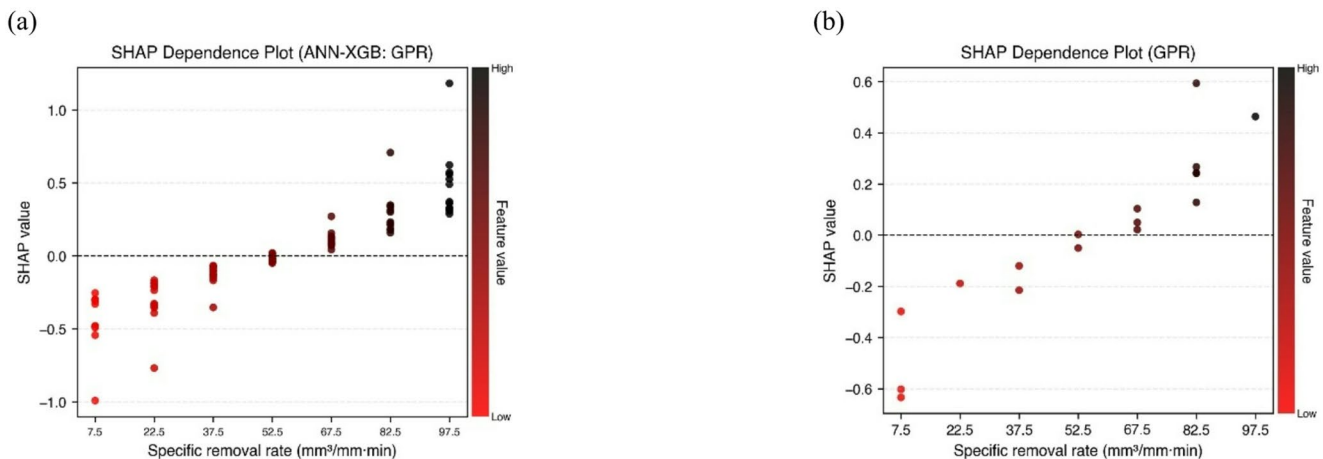 (a)
SHAP Dependence Plot (ANN-XGB: GPR)
High
1.0
0.5
0.0
−0.5
−1.0
SHAP value
Feature value
Low
7.5 22.5 37.5 52.5 67.5 82.5 97.5
Specific removal rate (mm³/mm·min)
(b)
SHAP Dependence Plot (GPR)
High
0.6
0.4
0.2
0.0
−0.2
−0.4
−0.6
SHAP value
Feature value
Low
7.5 22.5 37.5 52.5 67.5 82.5 97.5
Specific removal rate (mm³/mm·min)